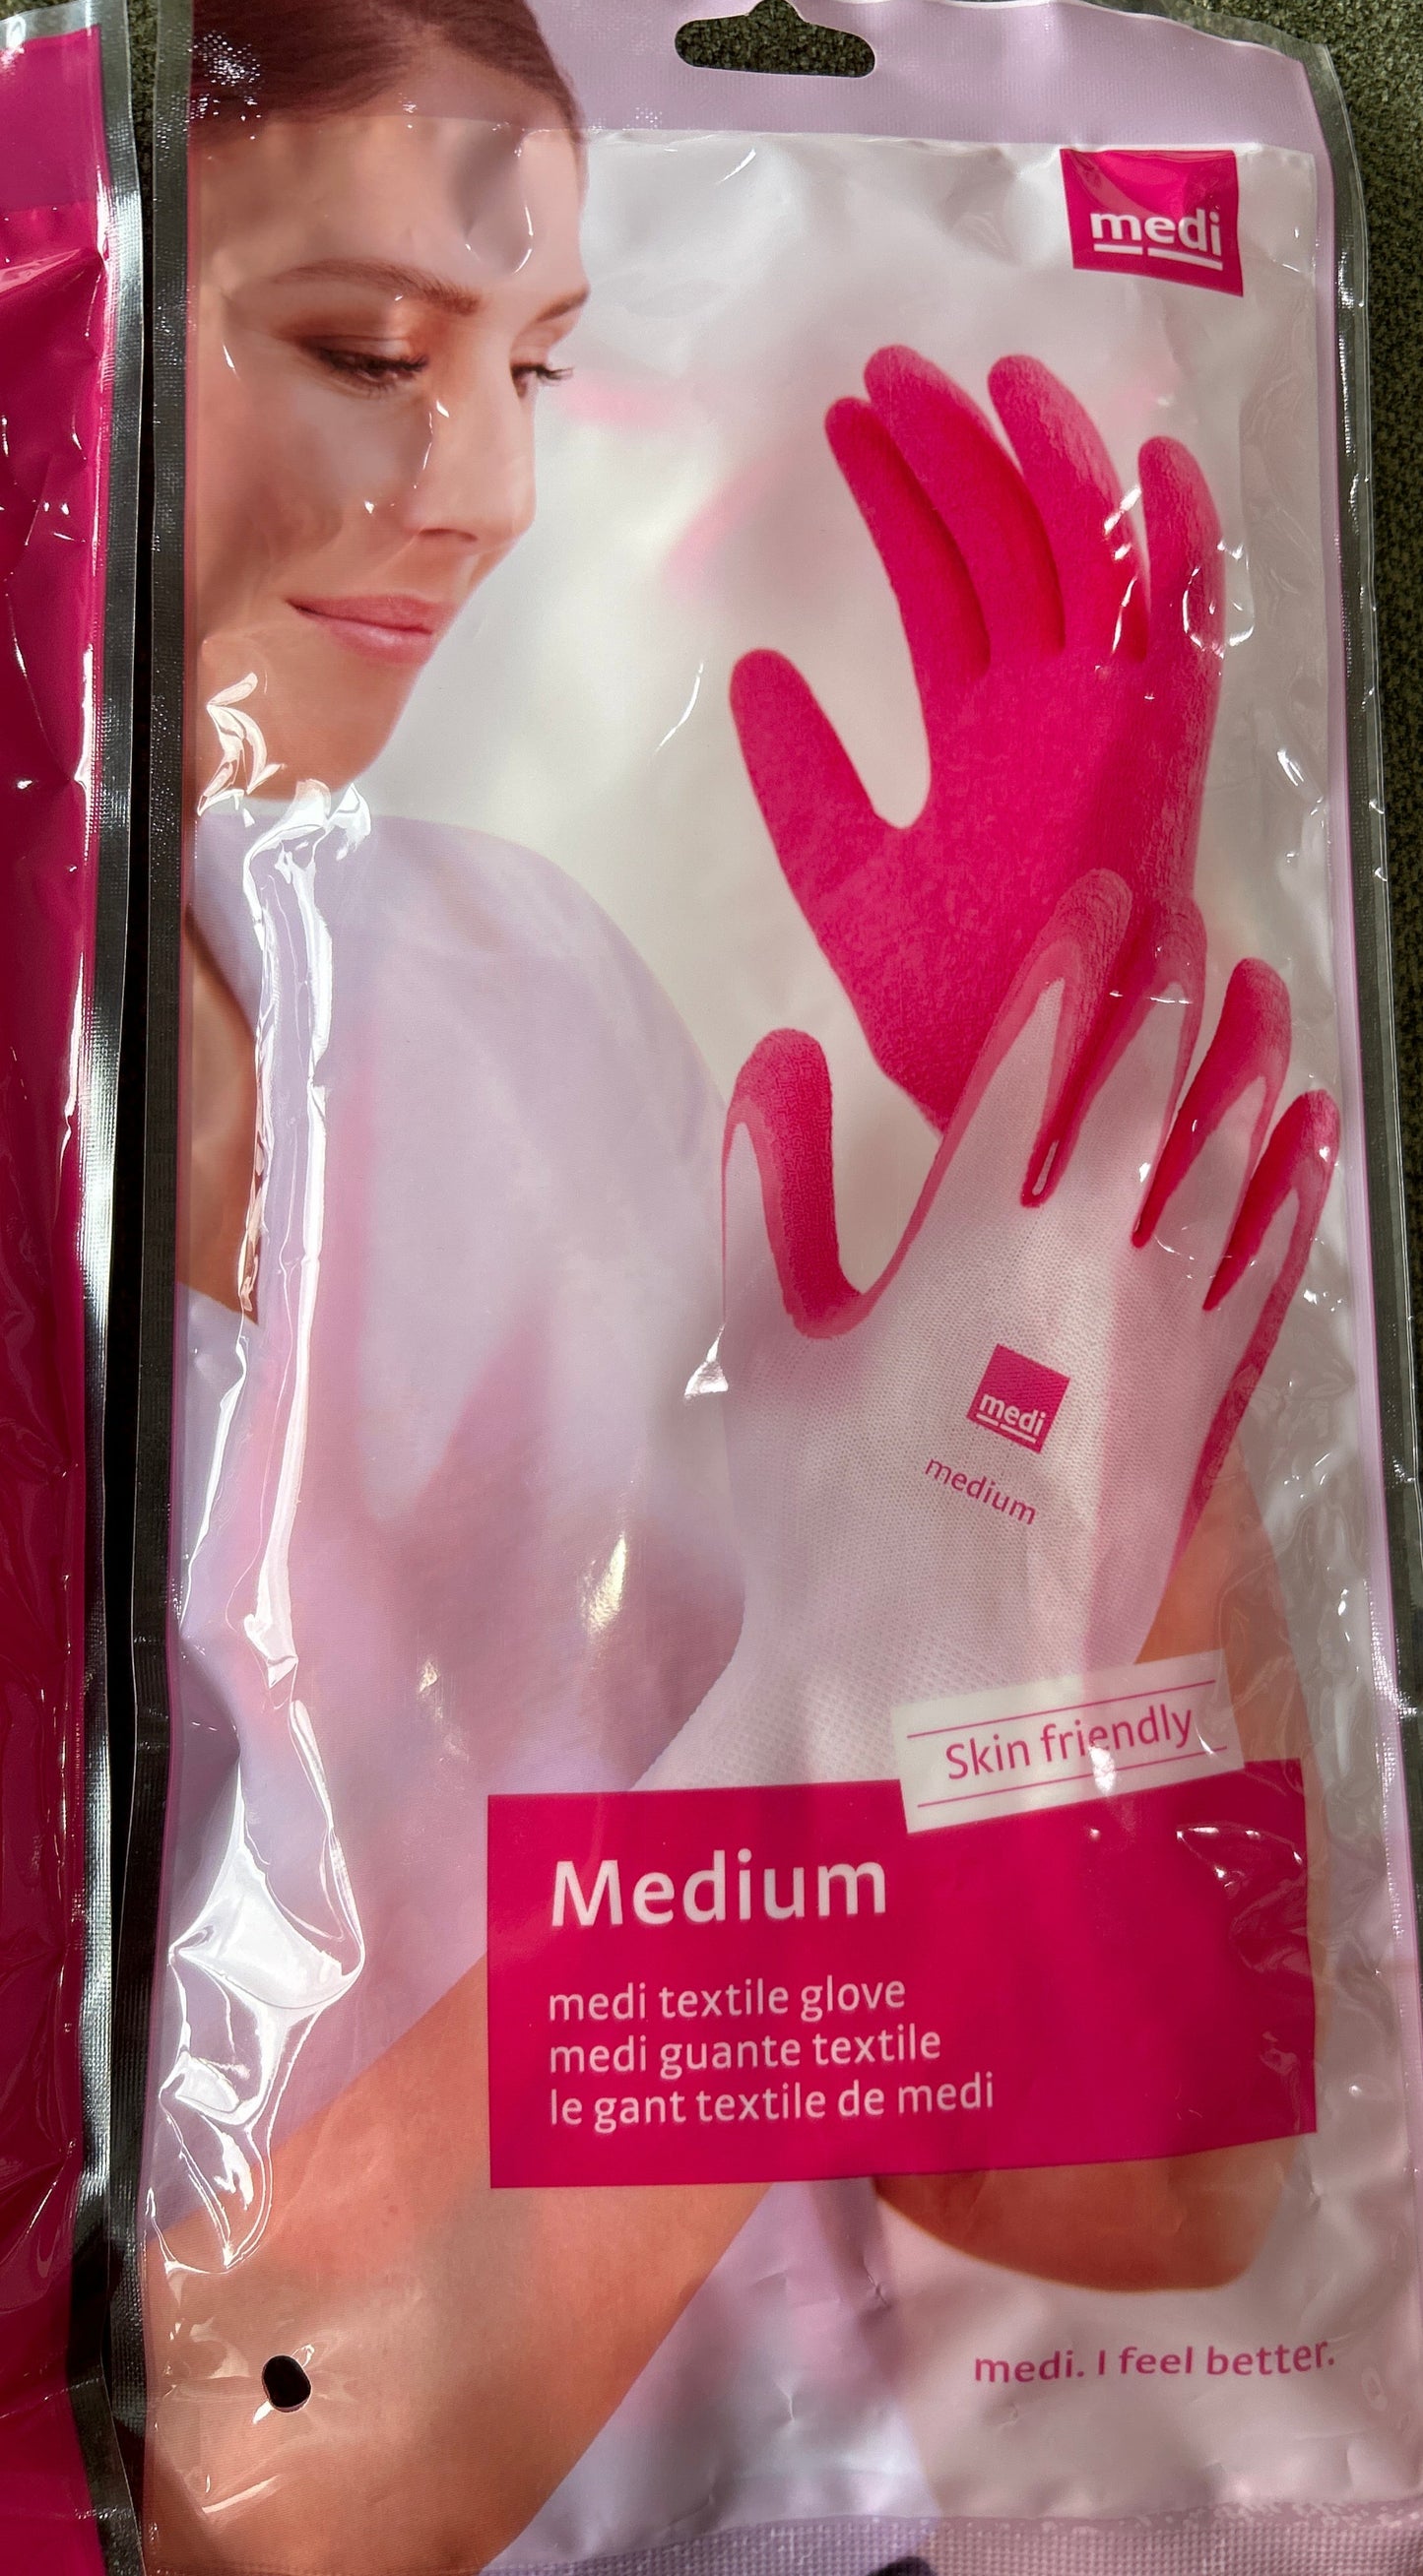 medi
medi
medium
Skin friendly
Medium
medi textile glove
medi guante textile
le gant textile de medi
medi. I feel better.